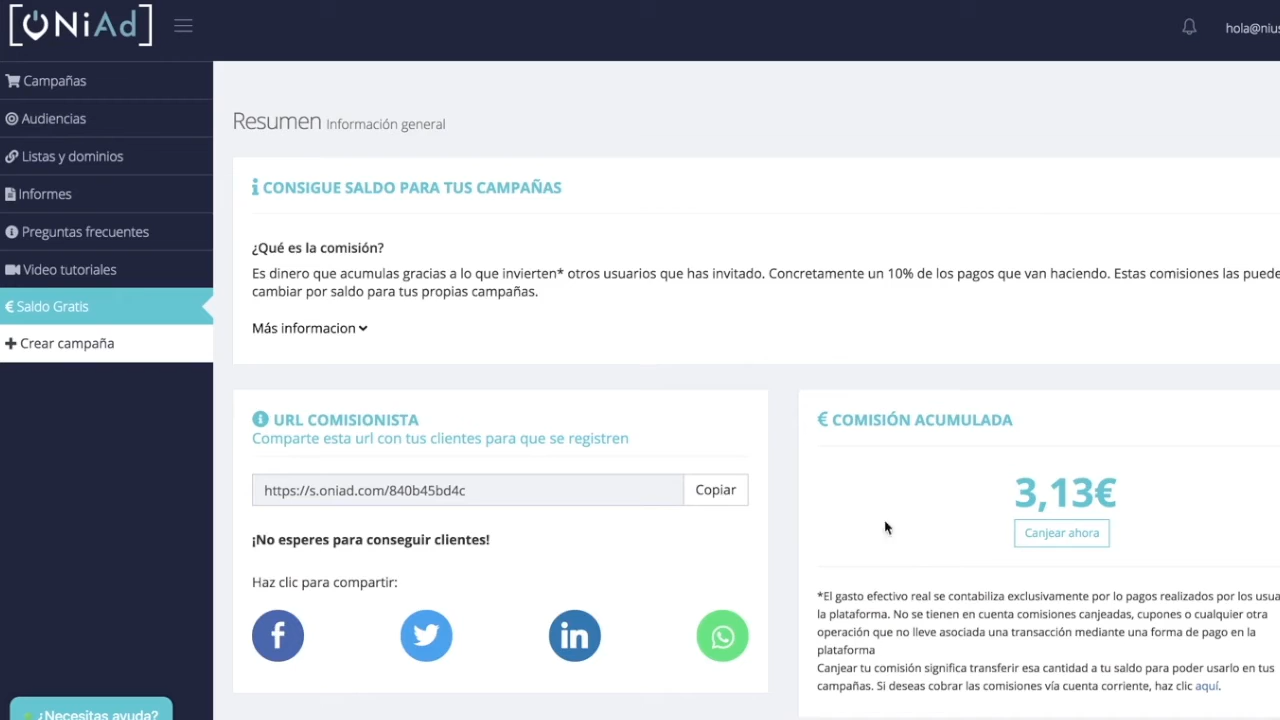 [ONiAd]
hola@nius
Campañas
Audiencias
Listas y dominios
Informes
Preguntas frecuentes
Video tutoriales
€ Saldo Gratis
Crear campaña
¿Necesitas ayuda?
Resumen Información general
CONSIGUE SALDO PARA TUS CAMPAÑAS
¿Qué es la comisión?
Es dinero que acumulas gracias a lo que invierten* otros usuarios que has invitado. Concretamente un 10% de los pagos que van haciendo. Estas comisiones las puede
cambiar por saldo para tus propias campañas.
Más informacion
URL COMISIONISTA
Comparte esta url con tus clientes para que se registren
https://s.oniad.com/840b45bd4c
Copiar
¡No esperes para conseguir clientes!
Haz clic para compartir:
€ COMISIÓN ACUMULADA
3,13€
Canjear ahora
*El gasto efectivo real se contabiliza exclusivamente por lo pagos realizados por los usua
la plataforma. No se tienen en cuenta comisiones canjeadas, cupones o cualquier otra
operación que no lleve asociada una transacción mediante una forma de pago en la
plataforma
Canjear tu comisión significa transferir esa cantidad a tu saldo para poder usarlo en tus
campañas. Si deseas cobrar las comisiones vía cuenta corriente, haz clic aquí.